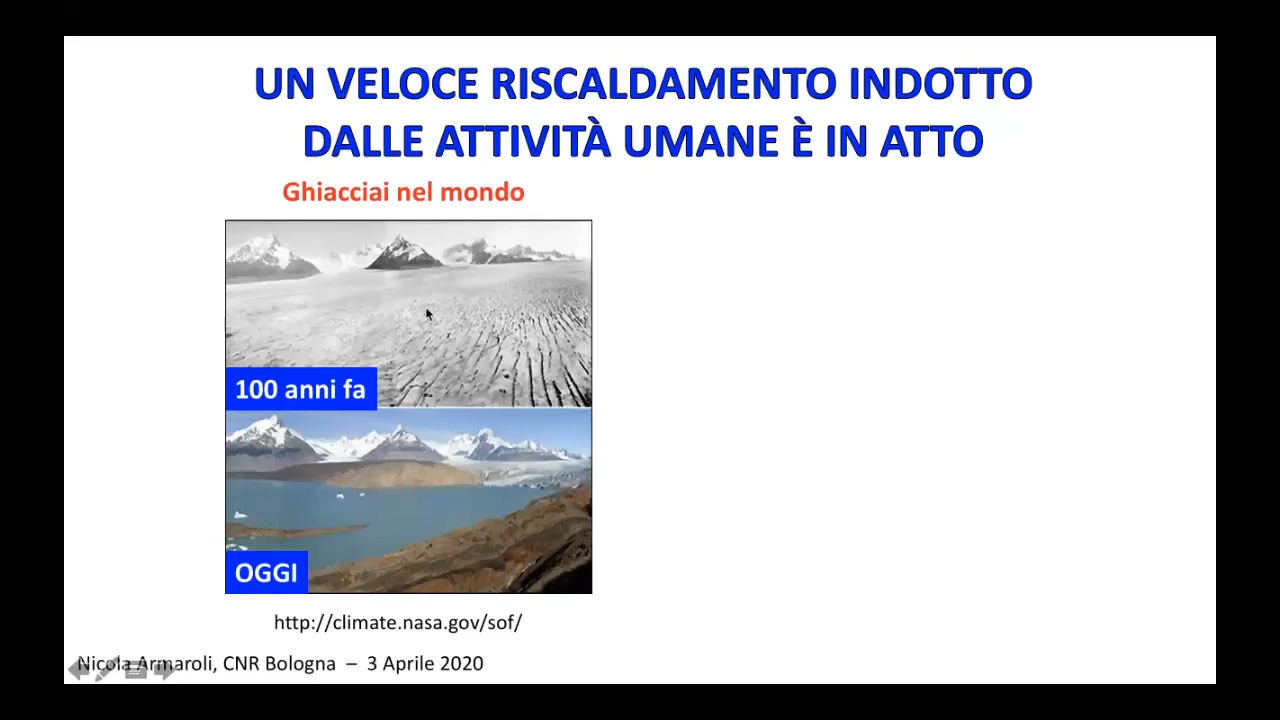 UN VELOCE RISCALDAMENTO INDOTTO
DALLE ATTIVITÀ UMANE È IN ATTO
Ghiacciai nel mondo
100 anni fa
OGGI
http://climate.nasa.gov/sof/
Nicola Armaroli, CNR Bologna – 3 Aprile 2020